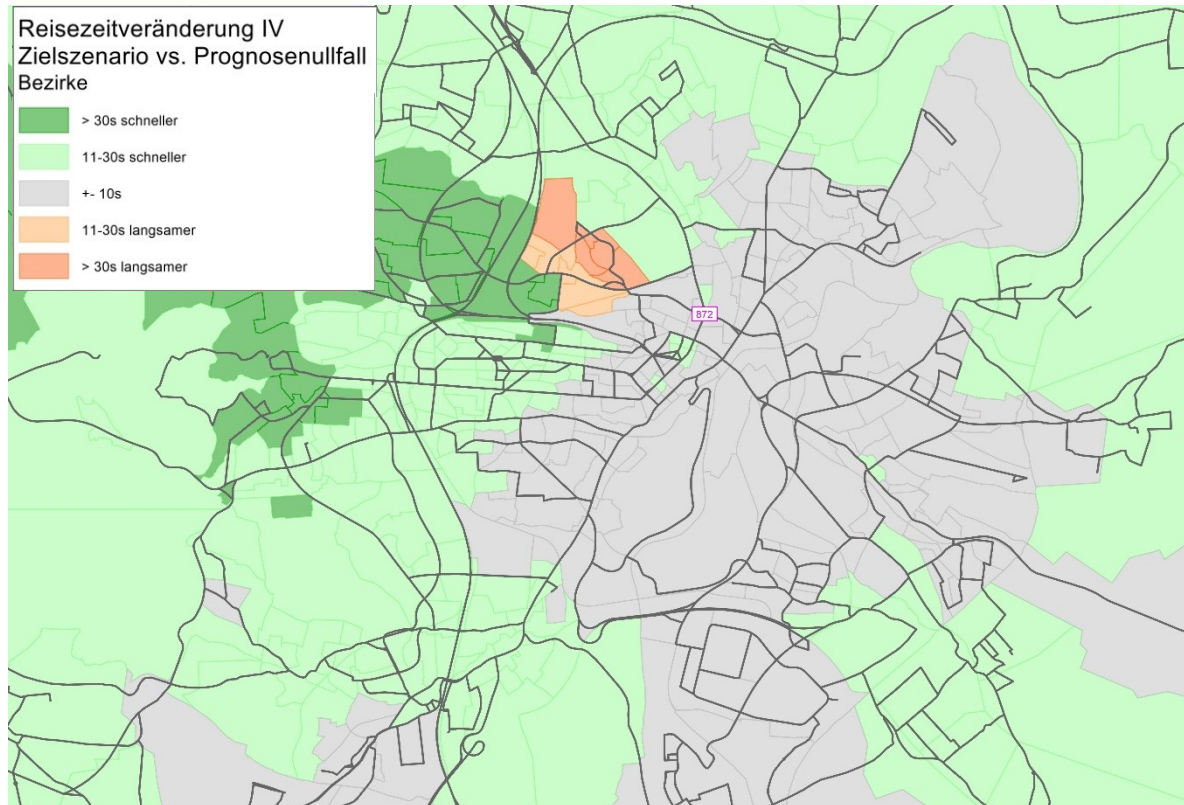 Reisezeitveränderung IV
Zielszenario vs. Prognosenullfall
Bezirke
> 30s schneller
11-30s schneller
+- 10s
11-30s langsamer
> 30s langsamer
872